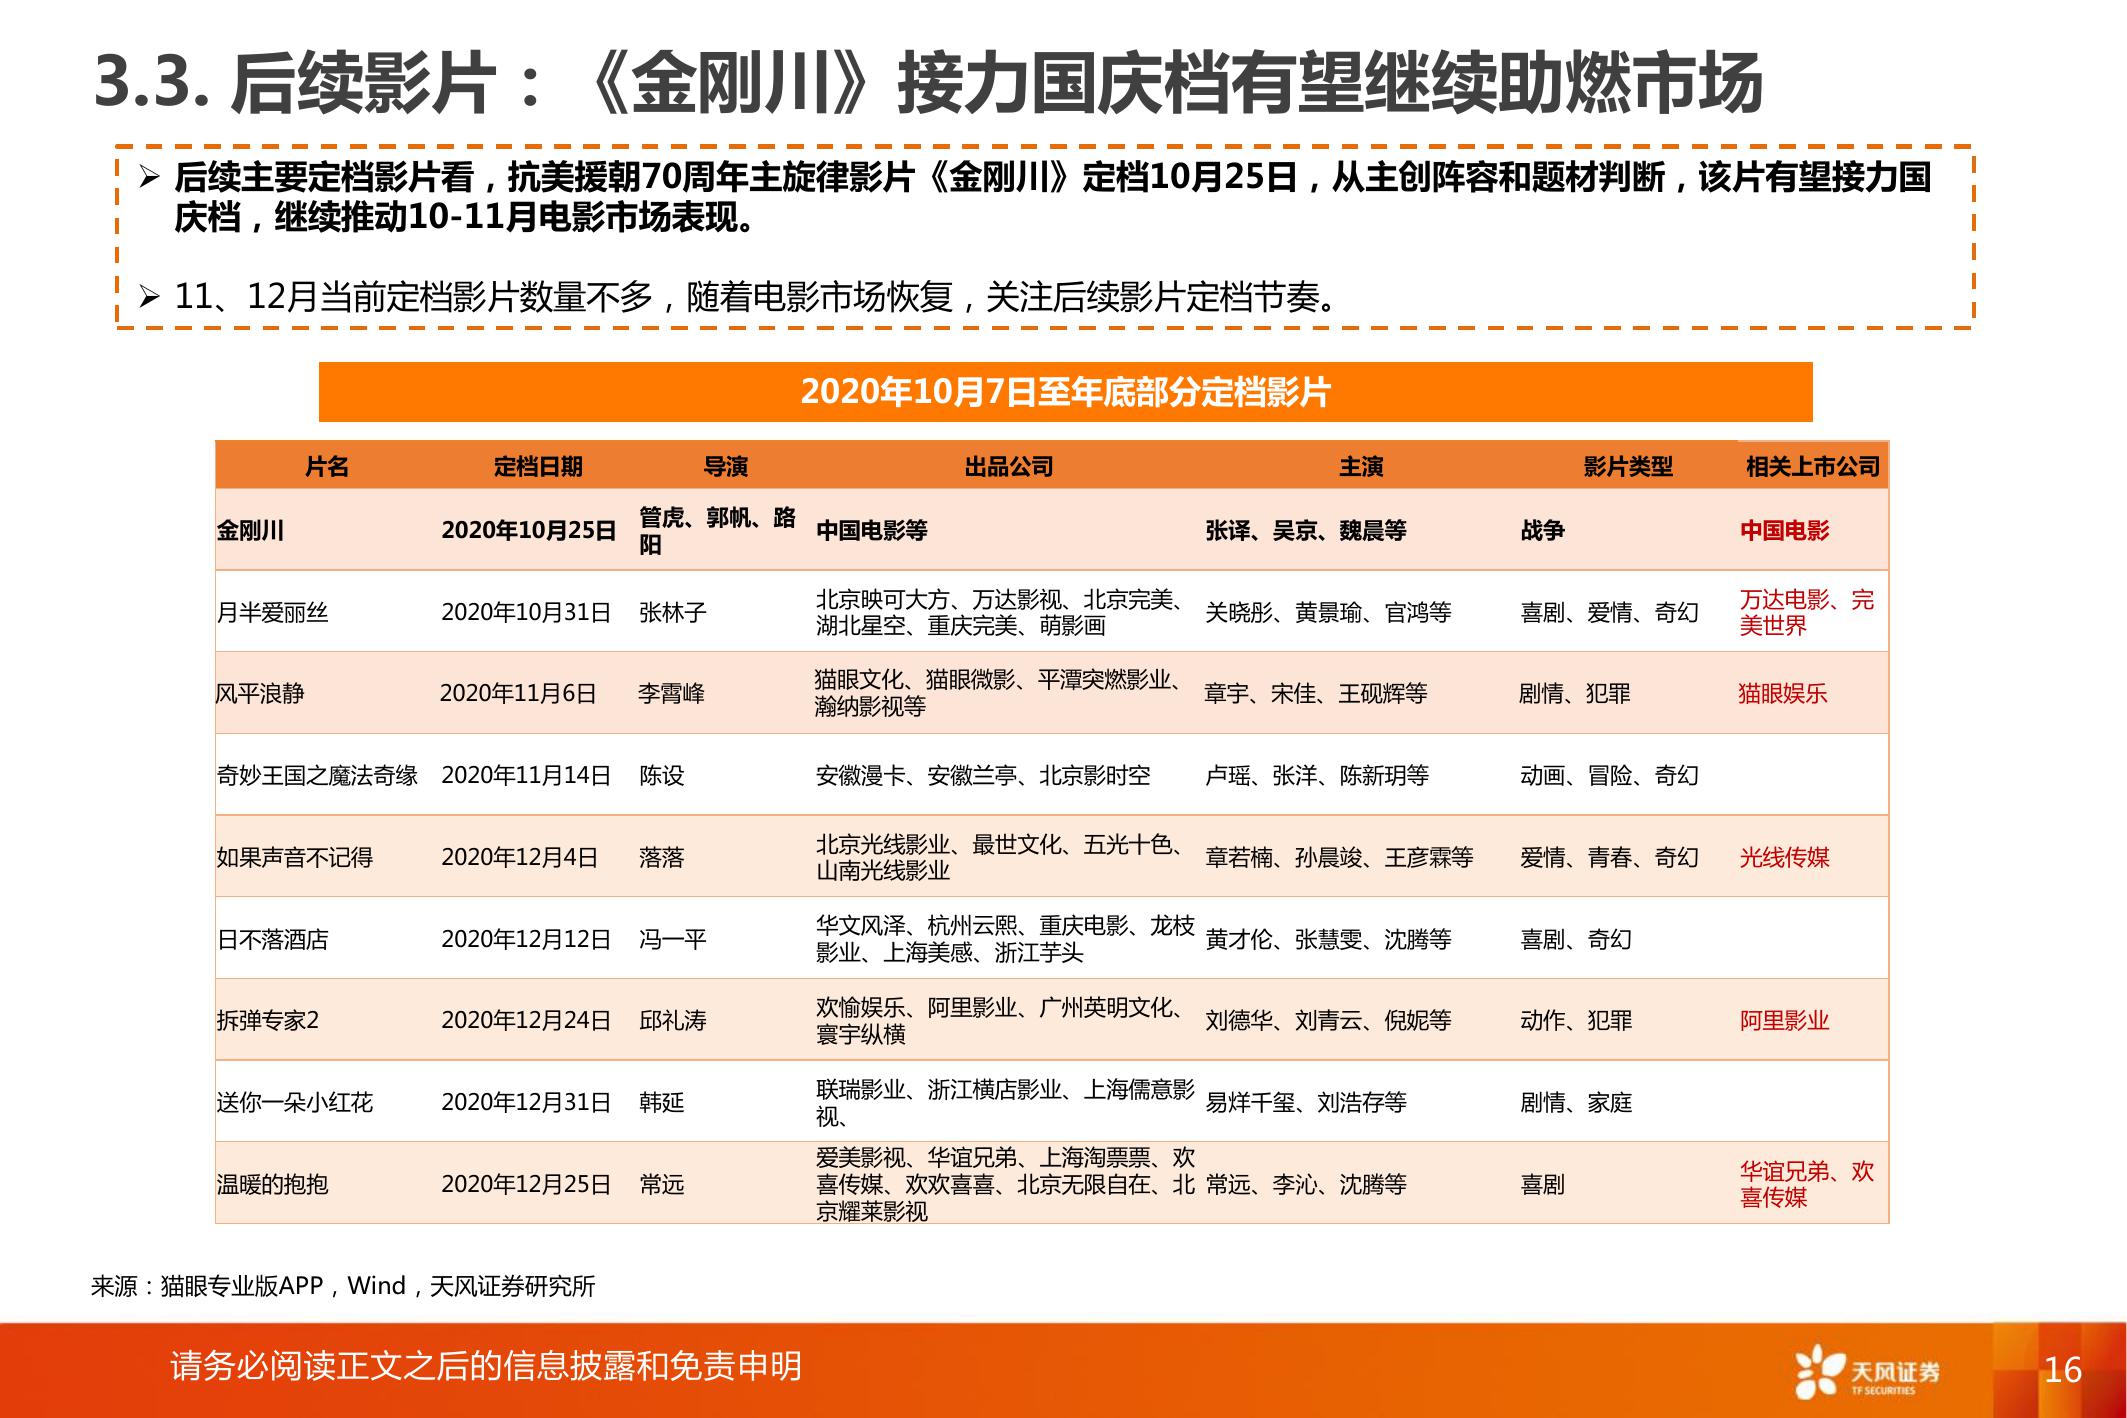 3.3. 后续影片：《金刚川》接力国庆档有望继续助燃市场
➢ 后续主要定档影片看，抗美援朝70周年主旋律影片《金刚川》定档10月25日，从主创阵容和题材判断，该片有望接力国
庆档，继续推动10-11月电影市场表现。
➢ 11、12月当前定档影片数量不多，随着电影市场恢复，关注后续影片定档节奏。
2020年10月7日至年底部分定档影片
片名 定档日期 导演 出品公司 主演 影片类型 相关上市公司
金刚川 2020年10月25日 管虎、郭帆、路
阳 中国电影等 张译、吴京、魏晨等 战争 中国电影
月半爱丽丝 2020年10月31日 张林子 北京映可大方、万达影视、北京完美、
湖北星空、重庆完美、萌影画 关晓彤、黄景瑜、官鸿等 喜剧、爱情、奇幻 万达电影、完
美世界
风平浪静 2020年11月6日 李霄峰 猫眼文化、猫眼微影、平潭突燃影业、
瀚纳影视等 章宇、宋佳、王砚辉等 剧情、犯罪 猫眼娱乐
奇妙王国之魔法奇缘 2020年11月14日 陈设 安徽漫卡、安徽兰亭、北京影时空 卢瑶、张洋、陈新玥等 动画、冒险、奇幻
如果声音不记得 2020年12月4日 落落 北京光线影业、最世文化、五光十色、
山南光线影业 章若楠、孙晨竣、王彦霖等 爱情、青春、奇幻 光线传媒
日不落酒店 2020年12月12日 冯一平 华文风泽、杭州云熙、重庆电影、龙枝
影业、上海美感、浙江芋头 黄才伦、张慧雯、沈腾等 喜剧、奇幻
拆弹专家2 2020年12月24日 邱礼涛 欢愉娱乐、阿里影业、广州英明文化、
寰宇纵横 刘德华、刘青云、倪妮等 动作、犯罪 阿里影业
送你一朵小红花 2020年12月31日 韩延 联瑞影业、浙江横店影业、上海儒意影
视、 易烊千玺、刘浩存等 剧情、家庭
温暖的抱抱 2020年12月25日 常远 爱美影视、华谊兄弟、上海淘票票、欢
喜传媒、欢欢喜喜、北京无限自在、北
京耀莱影视 常远、李沁、沈腾等 喜剧 华谊兄弟、欢
喜传媒
来源：猫眼专业版APP，Wind，天风证券研究所
请务必阅读正文之后的信息披露和免责申明
天风证券
TF SECURITIES
16